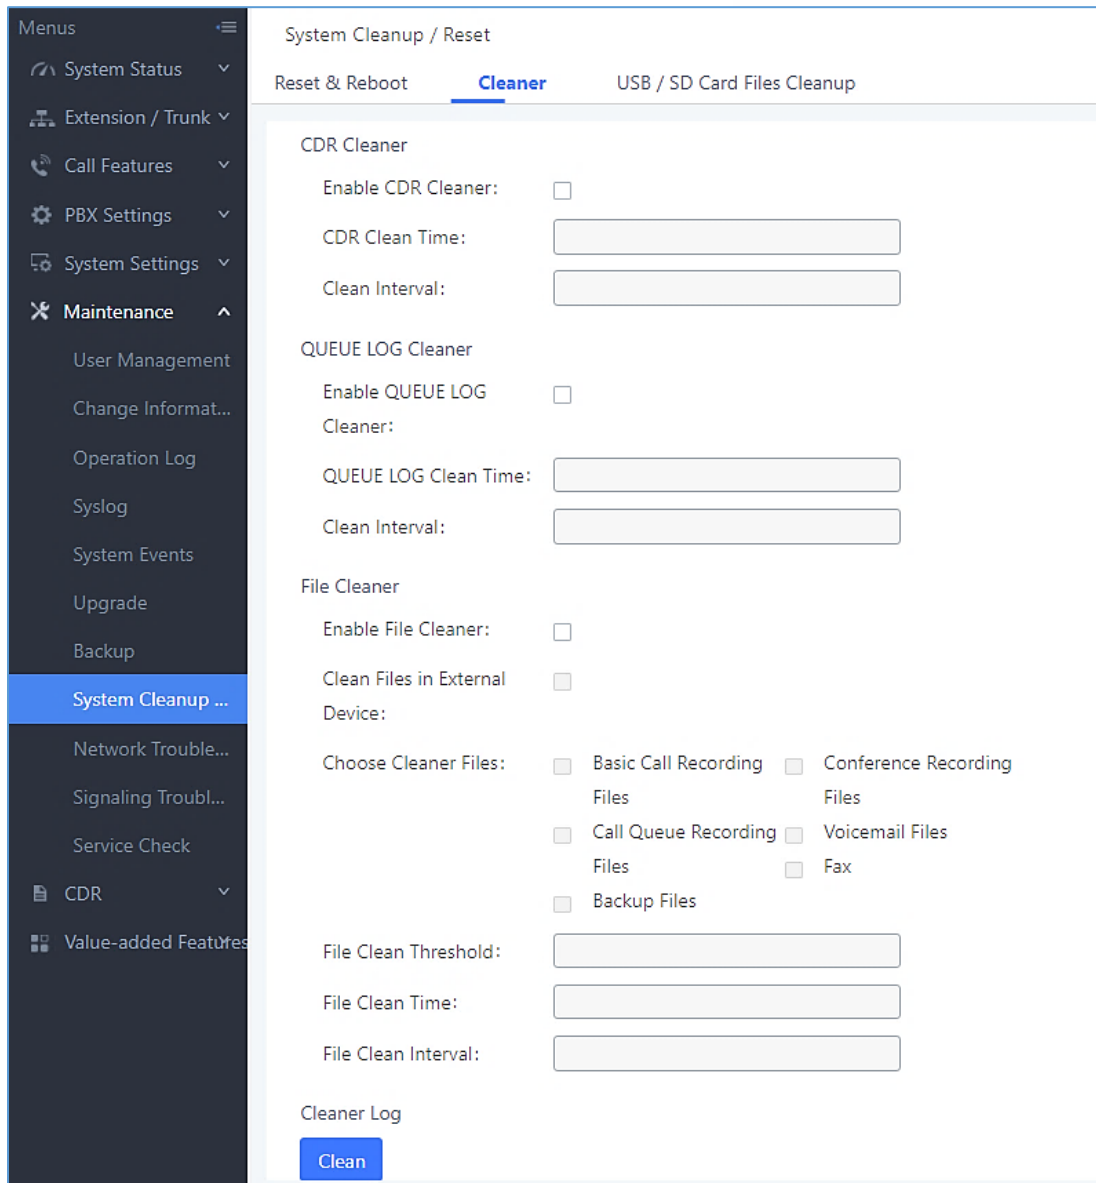 Menus
System Status
Extension / Trunk
Call Features
PBX Settings
System Settings
Maintenance
User Management
Change Informat...
Operation Log
Syslog
System Events
Upgrade
Backup
System Cleanup ...
Network Trouble...
Signaling Troubl...
Service Check
CDR
Value-added Features
System Cleanup / Reset
Reset & Reboot
Cleaner
USB / SD Card Files Cleanup
CDR Cleaner
Enable CDR Cleaner:
CDR Clean Time:
Clean Interval:
QUEUE LOG Cleaner
Enable QUEUE LOG
Cleaner:
QUEUE LOG Clean Time:
Clean Interval:
File Cleaner
Enable File Cleaner:
Clean Files in External
Device:
Choose Cleaner Files:
Basic Call Recording
Files
Conference Recording
Files
Call Queue Recording
Files
Voicemail Files
Fax
Backup Files
File Clean Threshold:
File Clean Time:
File Clean Interval:
Cleaner Log
Clean